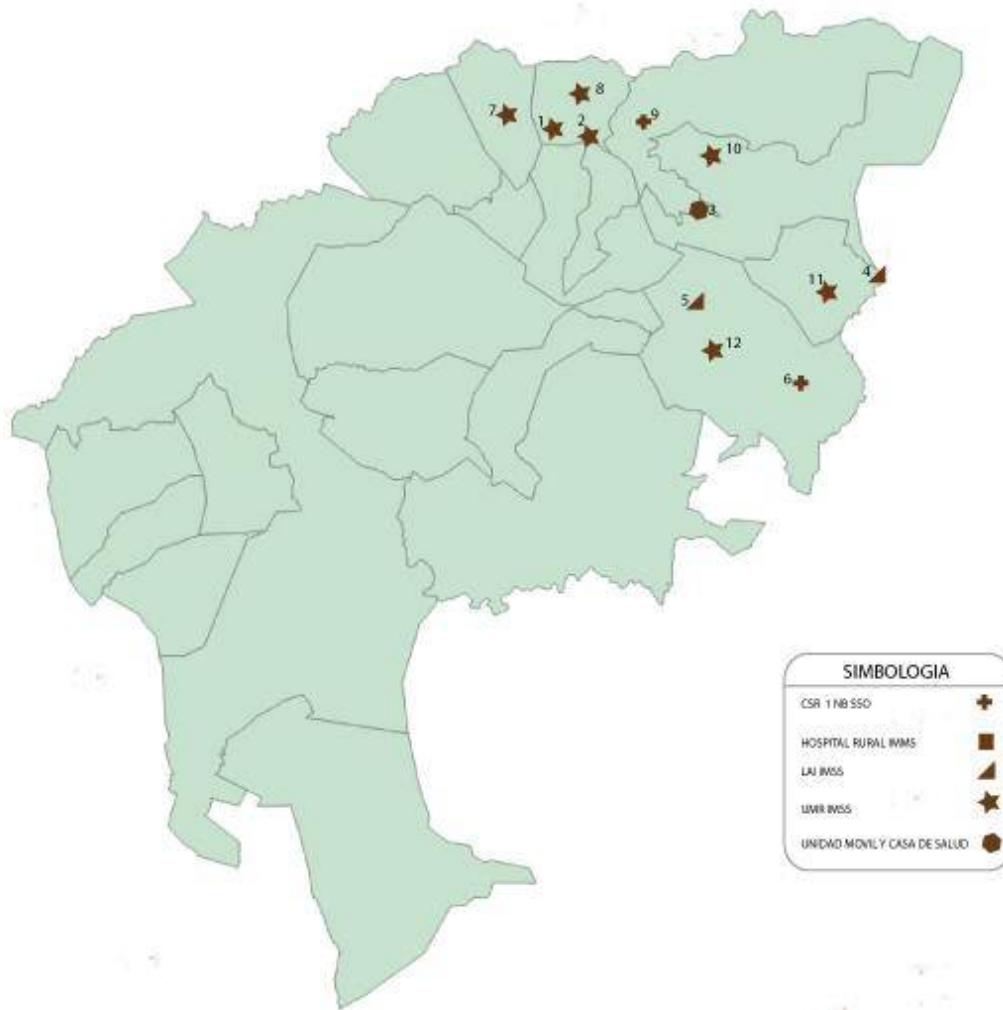 8
7
1
2
9
10
3
4
11
5
12
6
SIMBOLOGIA
CSR 1 NB SSO
HOSPITAL RURAL IMMS
LAI IMSS
UMR IMSS
UNIDAD MOVIL Y CASA DE SALUD